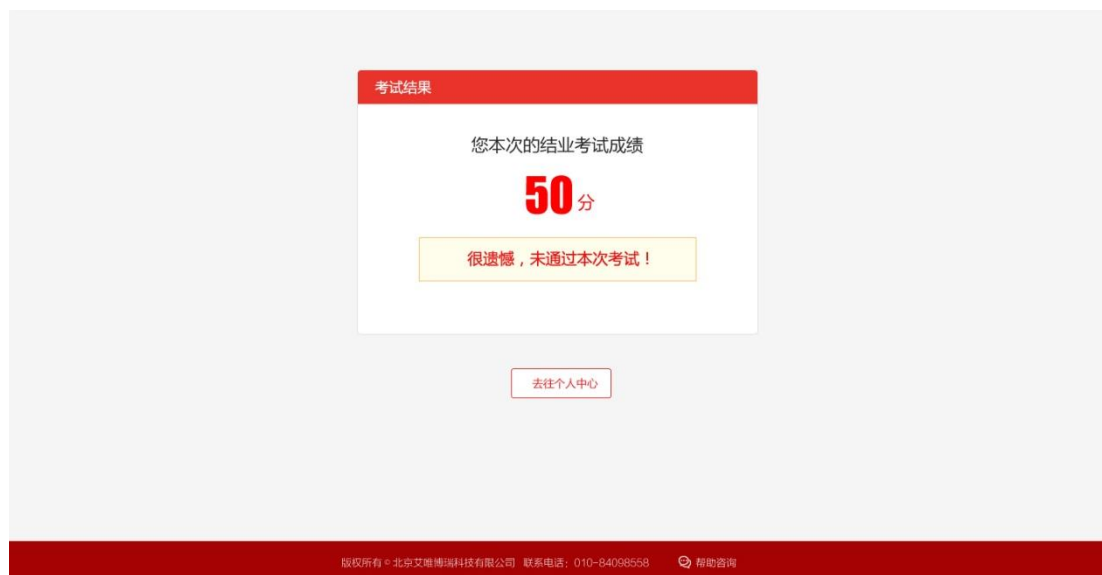 考试结果
您本次的结业考试成绩
50分
很遗憾，未通过本次考试！
去往个人中心
版权所有©北京艾唯博瑞科技有限公司 联系电话：010-84098558 帮助咨询